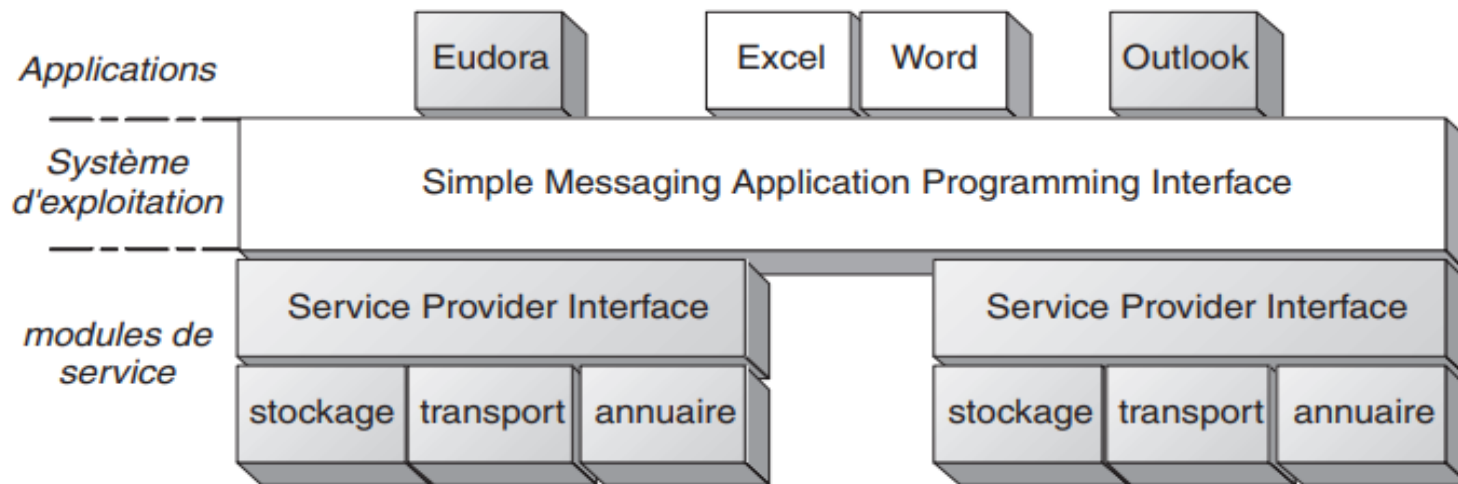 Applications
Eudora
Excel
Word
Outlook
Système
d'exploitation
Simple Messaging Application Programming Interface
modules de
service
Service Provider Interface
Service Provider Interface
stockage
transport
annuaire
stockage
transport
annuaire